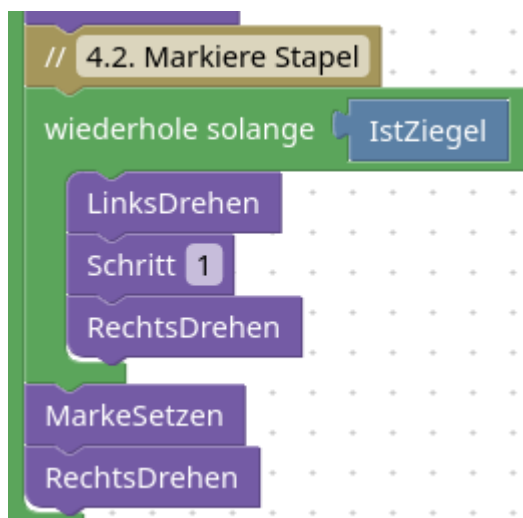 // 4.2. Markiere Stapel
wiederhole solange IstZiegel
LinksDrehen
Schritt 1
RechtsDrehen
MarkeSetzen
RechtsDrehen